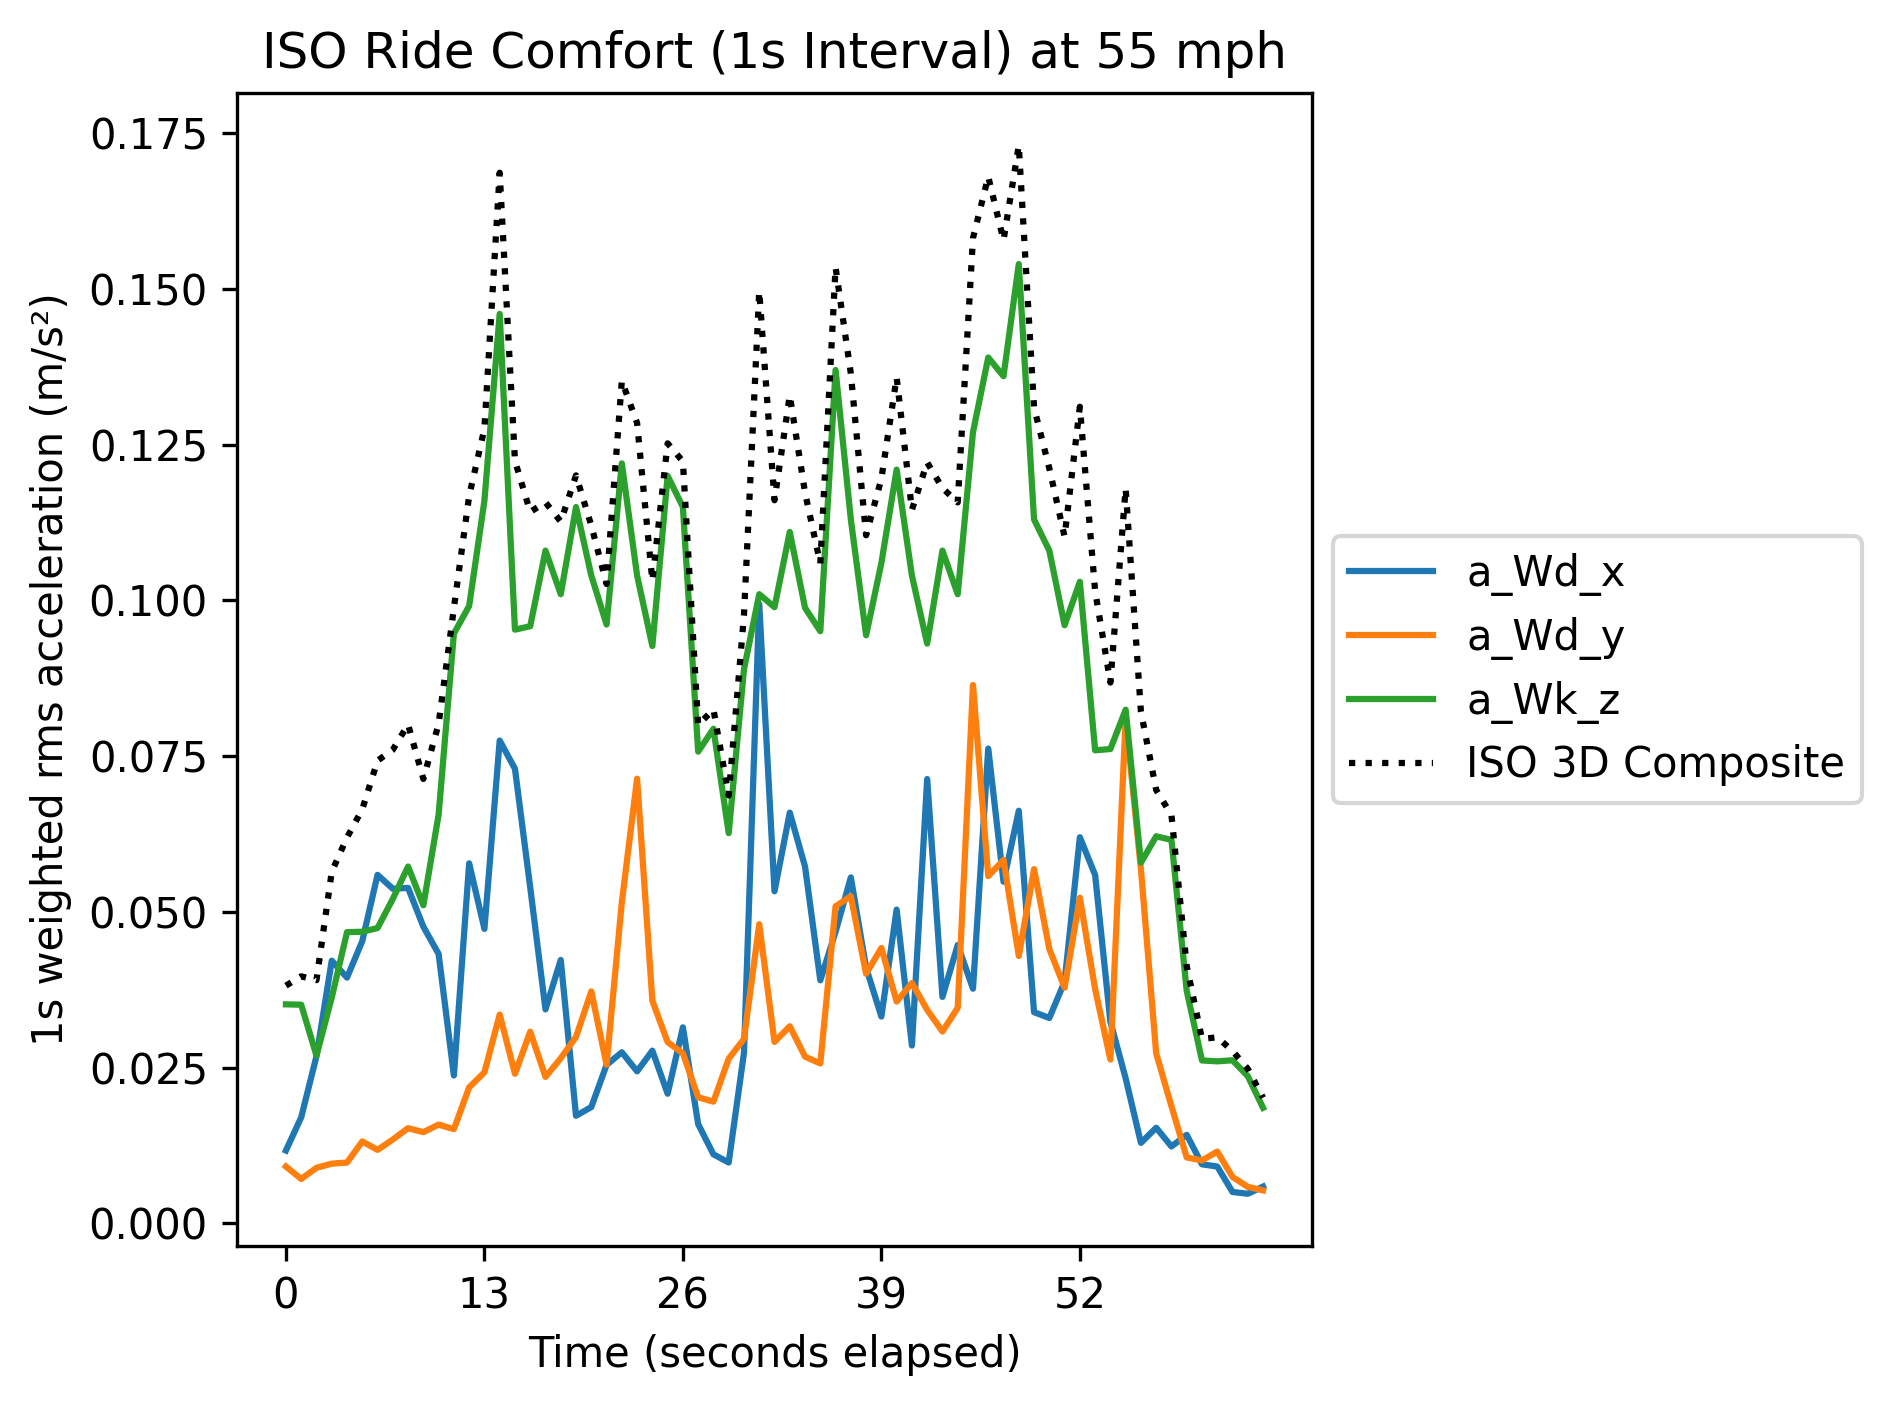 ISO Ride Comfort (1s Interval) at 55 mph
1s weighted rms acceleration (m/s²)
0.175
0.150
0.125
0.100
0.075
0.050
0.025
0.000
0 13 26 39 52
Time (seconds elapsed)
a_Wd_x
a_Wd_y
a_Wk_z
ISO 3D Composite